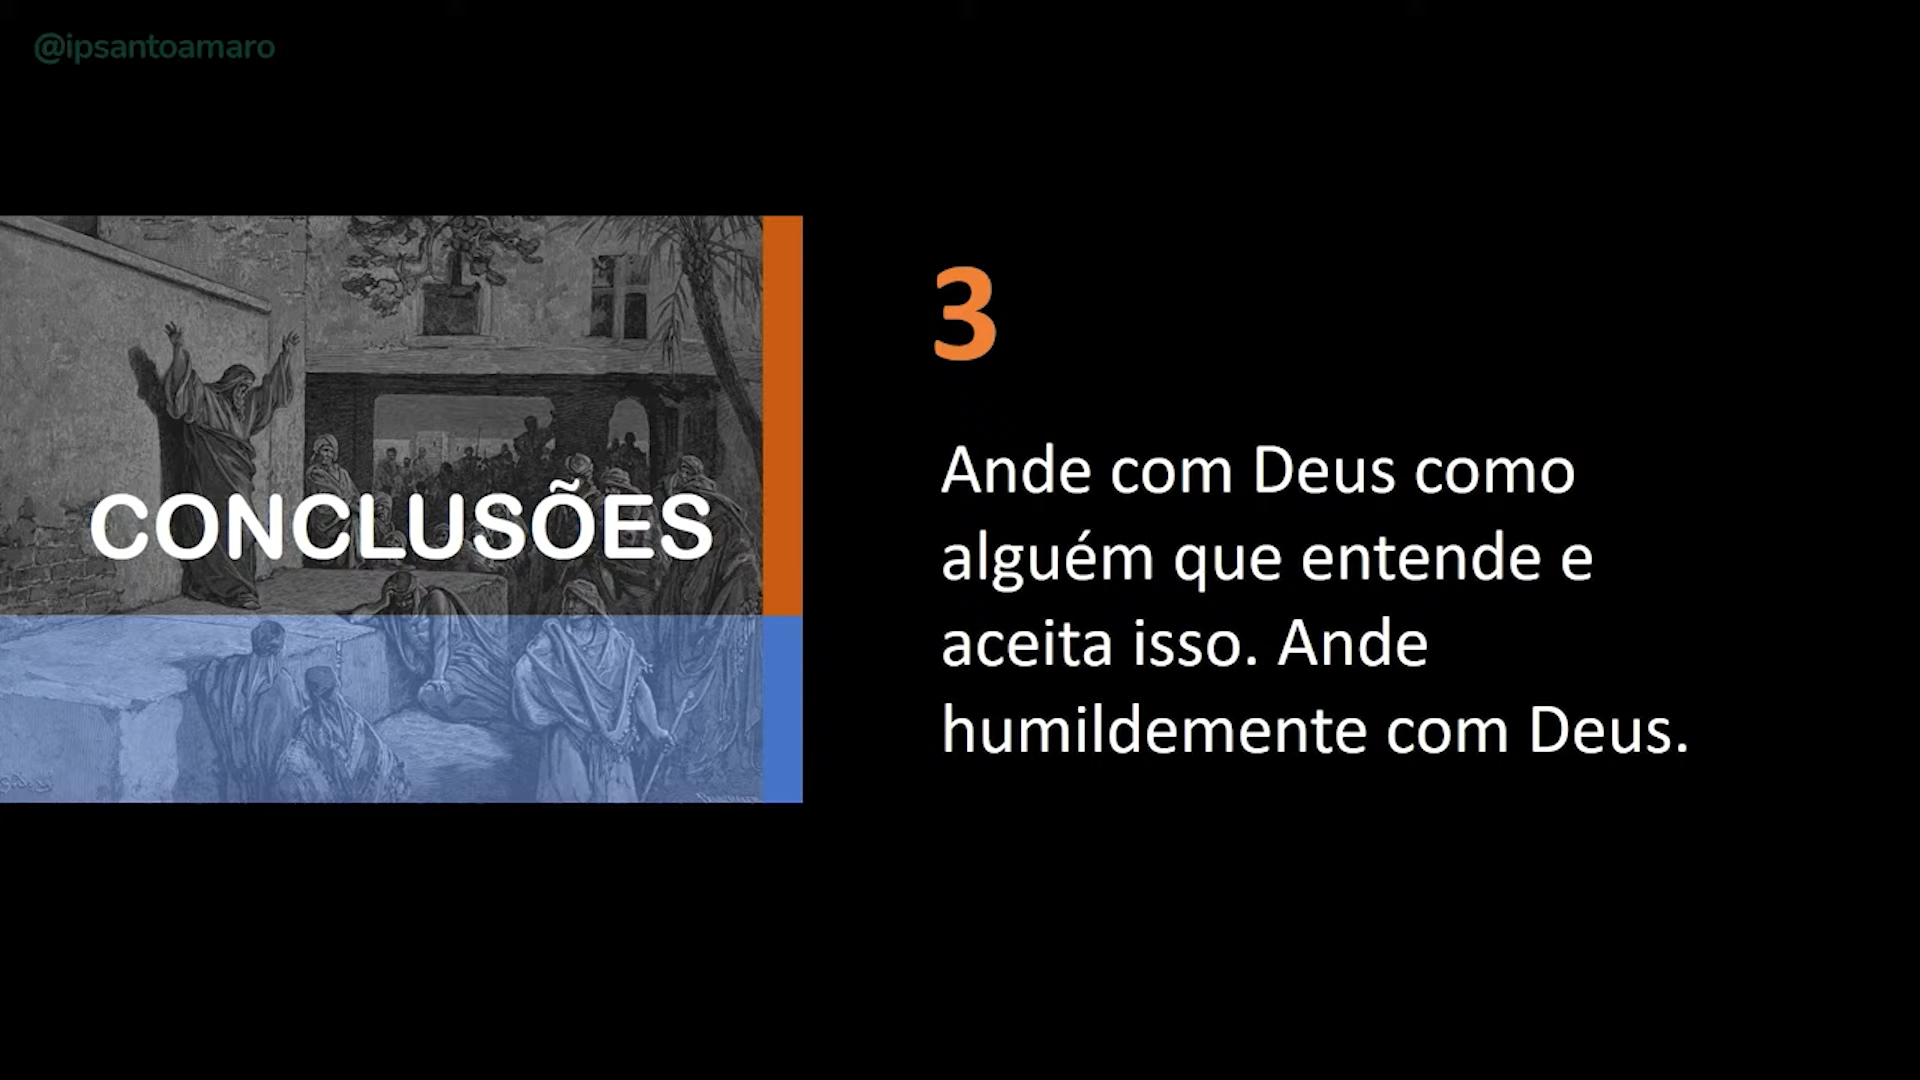 @ipsantoamaro
CONCLUSÕES
3
Ande com Deus como
alguém que entende e
aceita isso. Ande
humildemente com Deus.